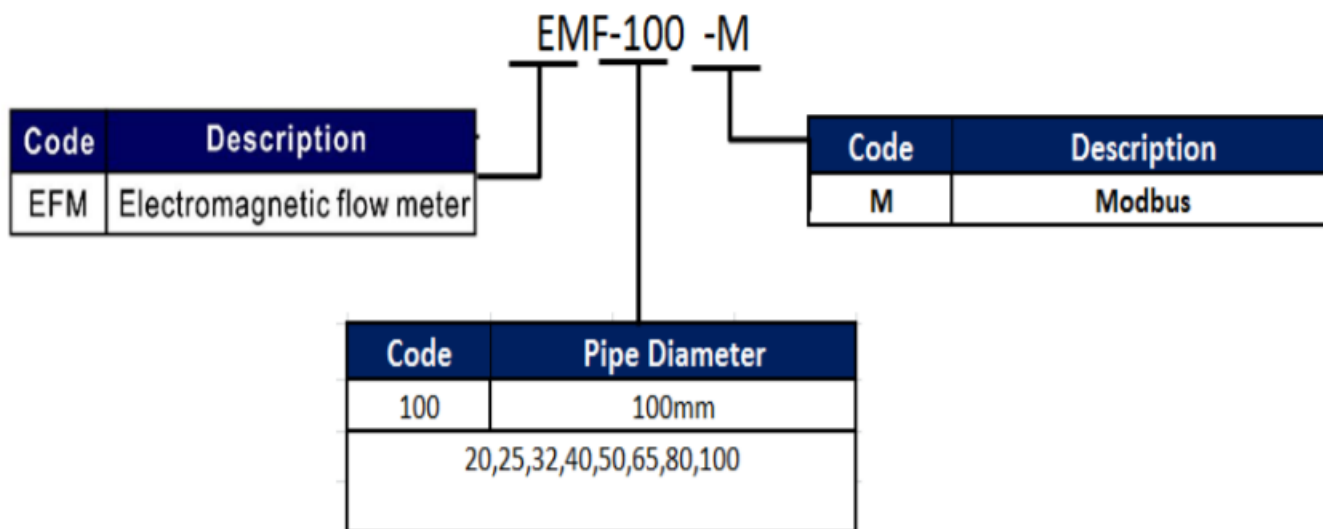 EMF-100 -M
Code Description
EFM Electromagnetic flow meter
Code Description
M Modbus
Code Pipe Diameter
100 100mm
20,25,32,40,50,65,80,100